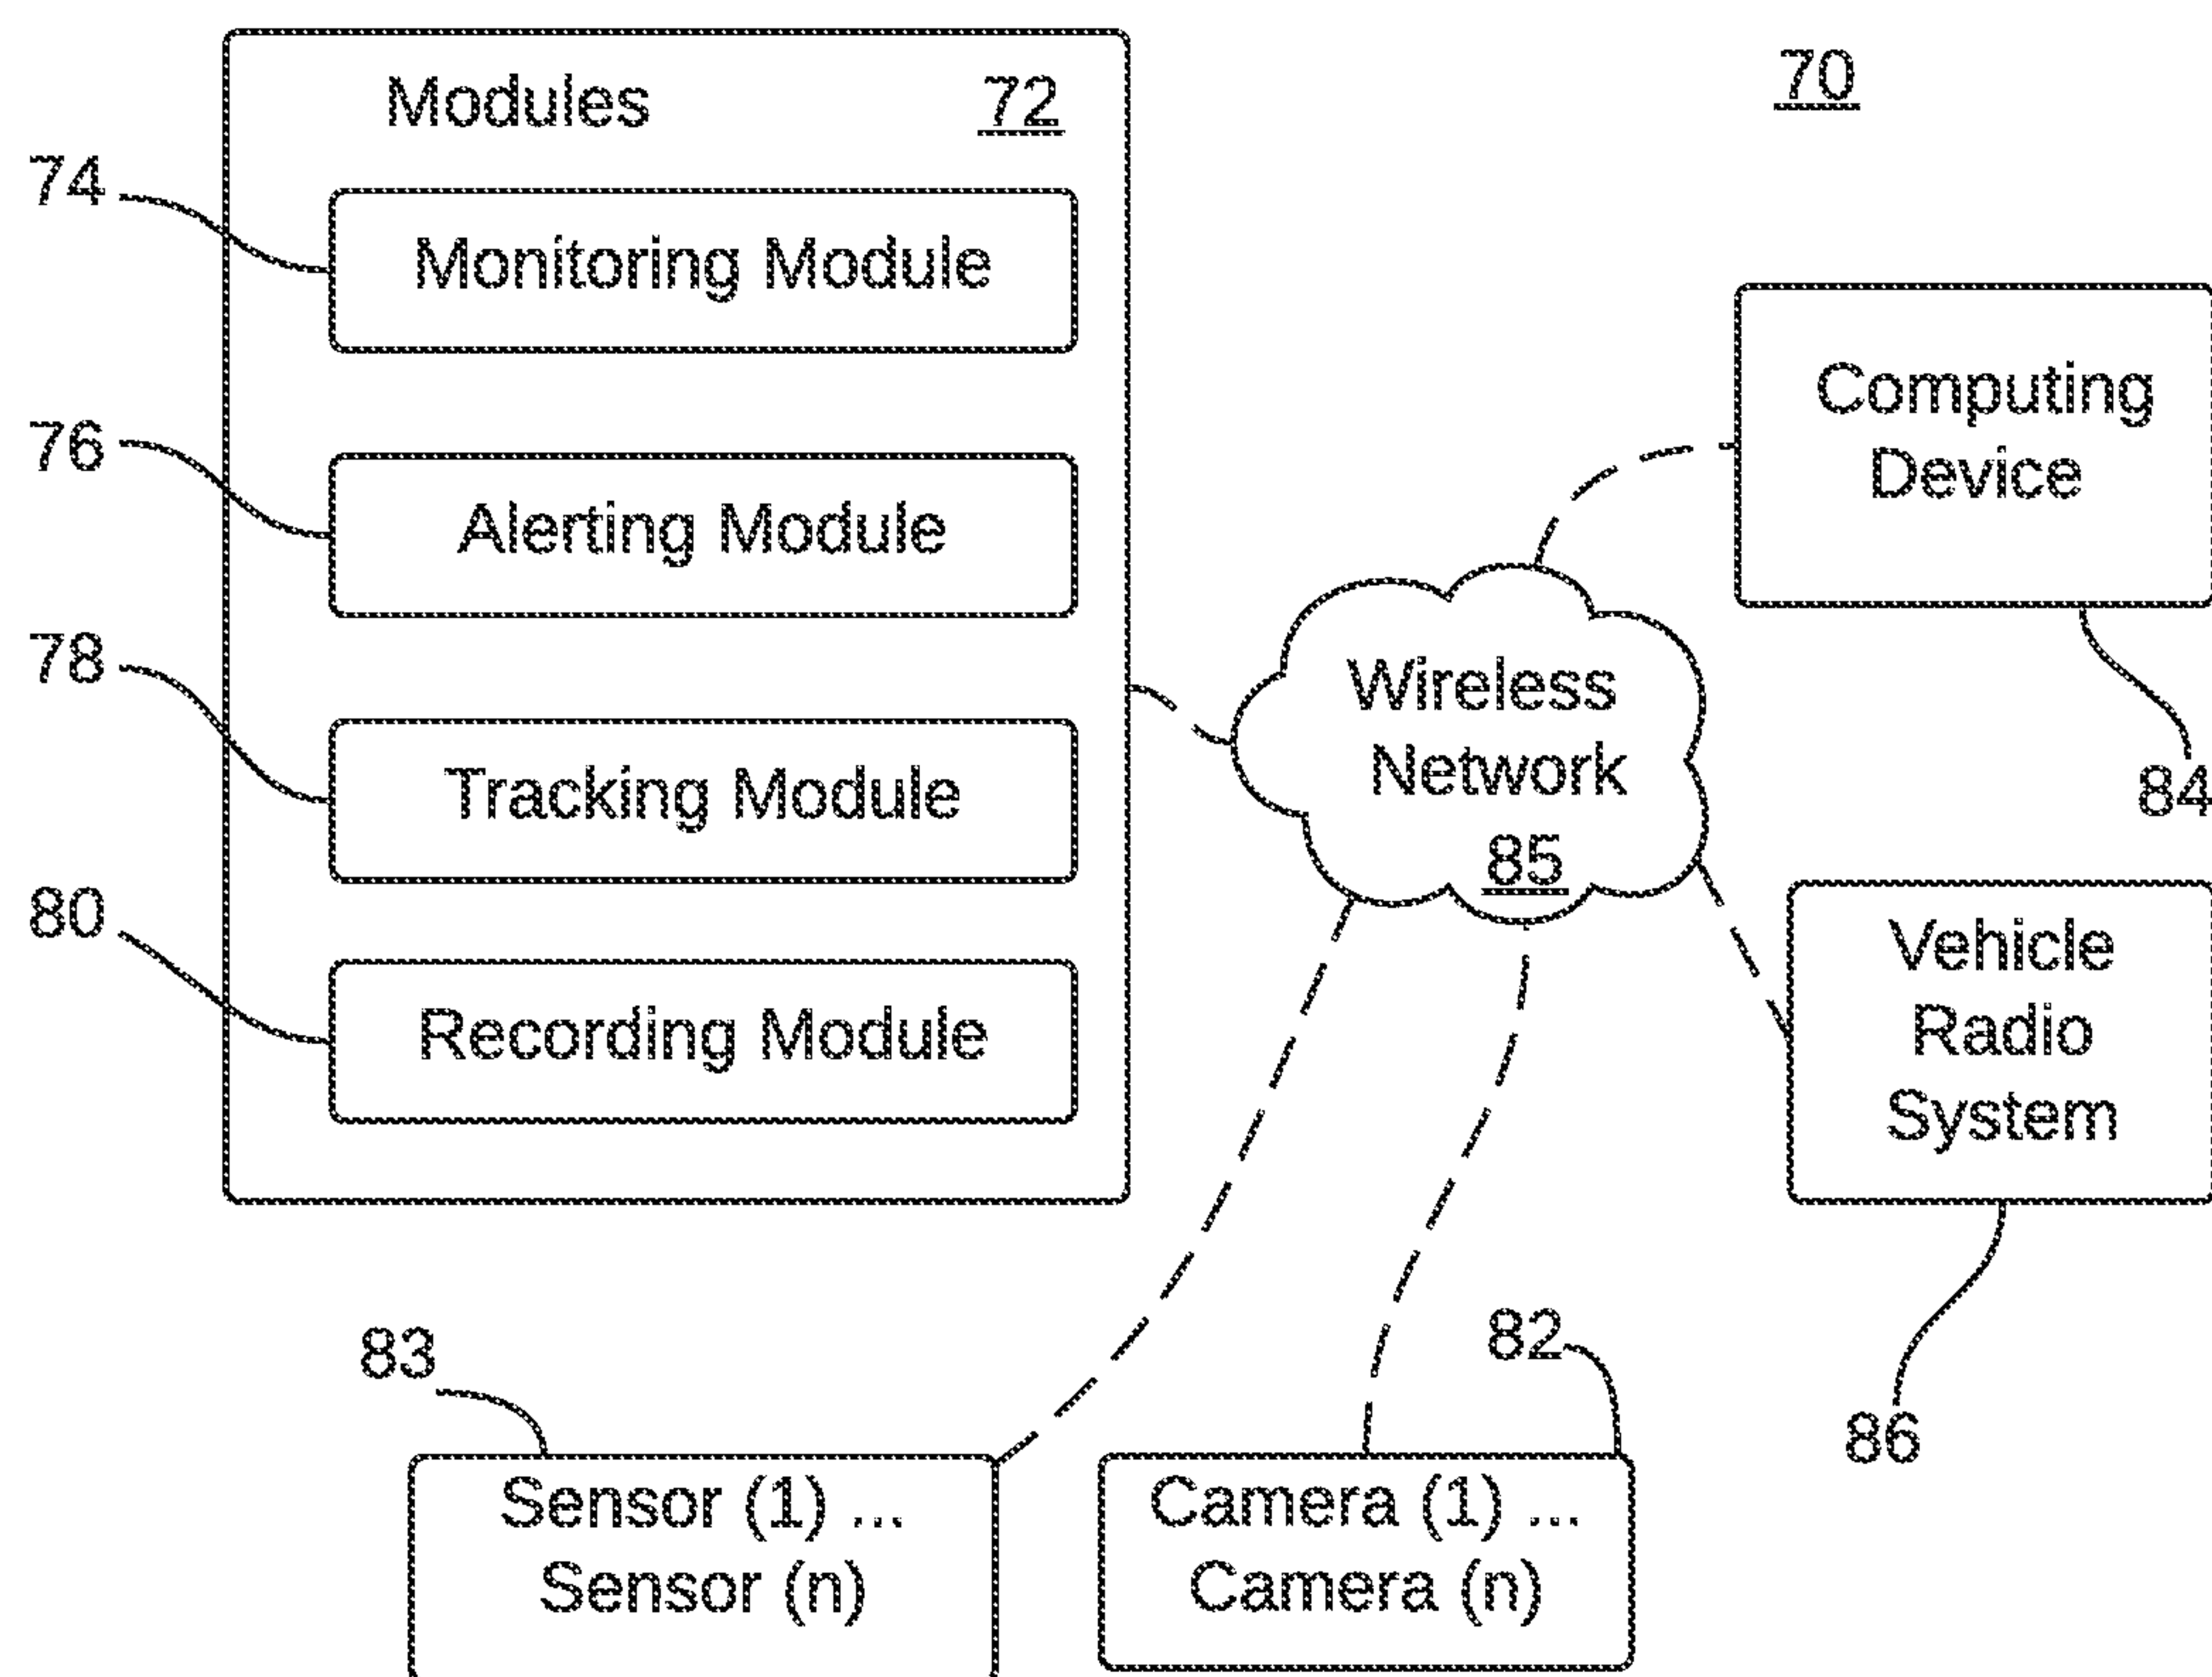 Modules 72
70
74
Monitoring Module
76
Alerting Module
78
Tracking Module
80
Recording Module
Computing
Device
84
Wireless
Network
85
Vehicle
Radio
System
86
83
Sensor (1) ...
Sensor (n)
82
Camera (1) ...
Camera (n)